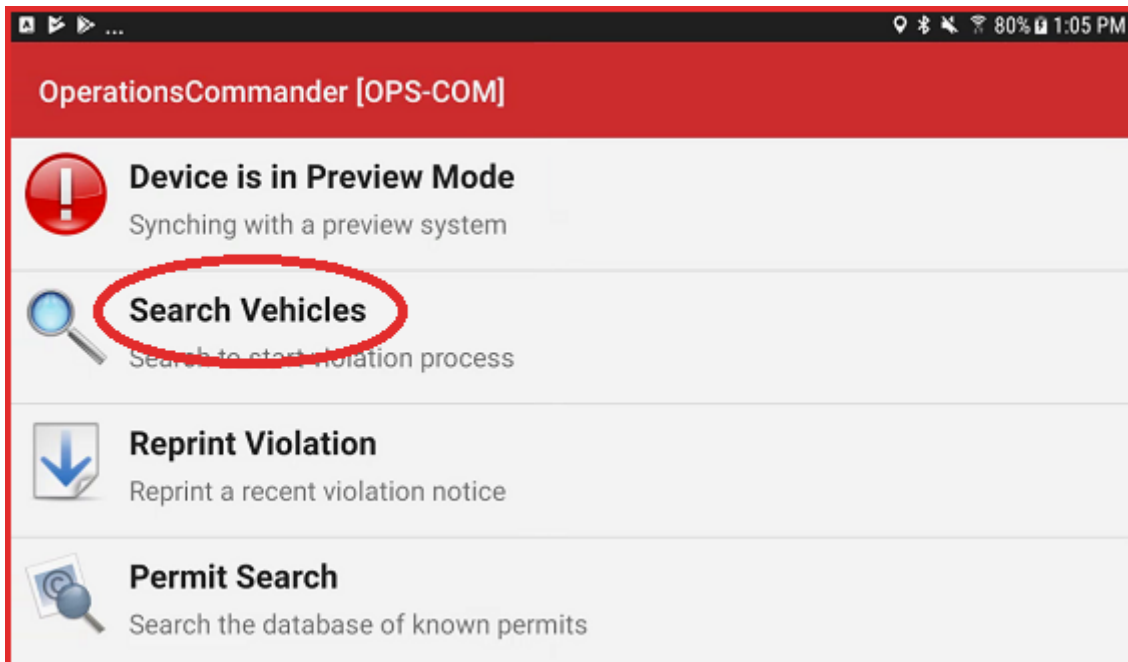 ... 80% 1:05 PM
OperationsCommander [OPS-COM]
Device is in Preview Mode
Synching with a preview system
Search Vehicles
Search to start violation process
Reprint Violation
Reprint a recent violation notice
Permit Search
Search the database of known permits